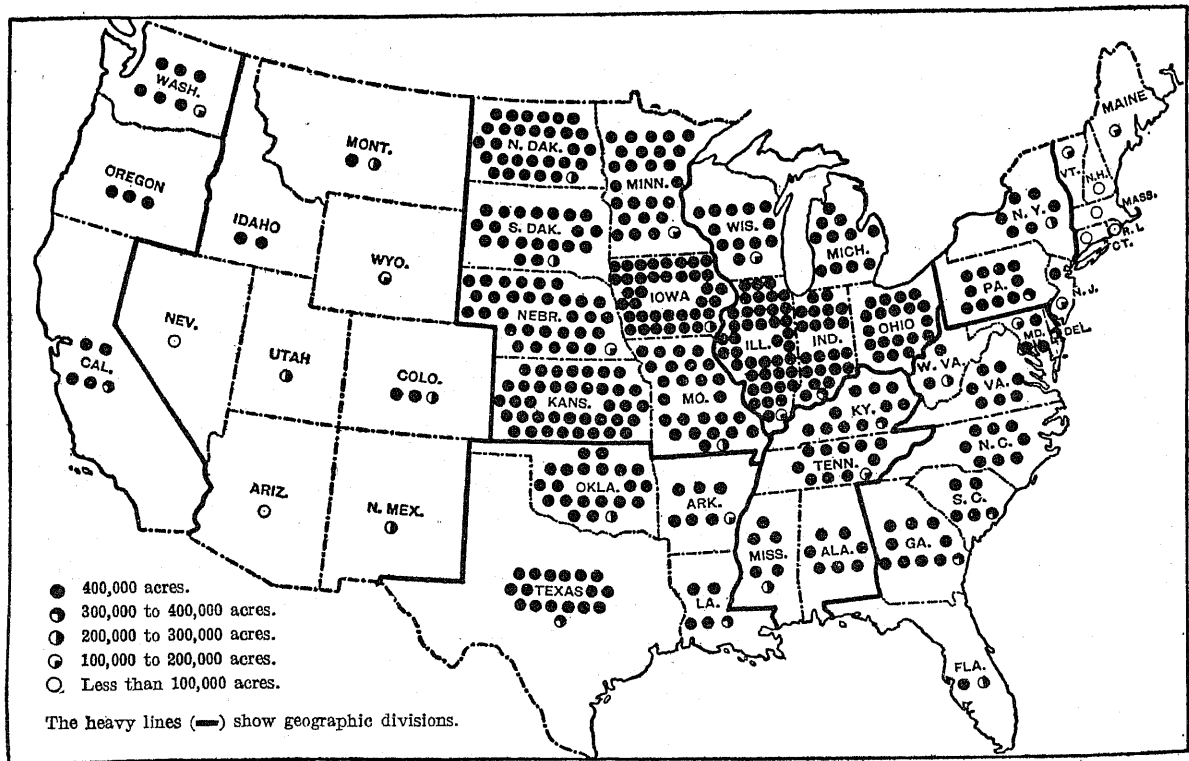 WASH.
OREGON
CAL.
IDAHO
NEV.
MONT.
WYO.
UTAH
COLO.
ARIZ.
N. MEX.
N. DAK.
S. DAK.
NEBR.
KANS.
OKLA.
TEXAS
MINN.
IOWA
MO.
ARK.
LA.
WIS.
ILL.
MICH.
IND.
OHIO
KY.
TENN.
MISS.
ALA.
GA.
FLA.
S. C.
N. C.
VA.
W. VA.
MD.
DEL.
PA.
N. J.
N. Y.
CT.
R. I.
MASS.
VT.
N.H.
MAINE
400,000 acres.
300,000 to 400,000 acres.
200,000 to 300,000 acres.
100,000 to 200,000 acres.
Less than 100,000 acres.
The heavy lines (▬) show geographic divisions.